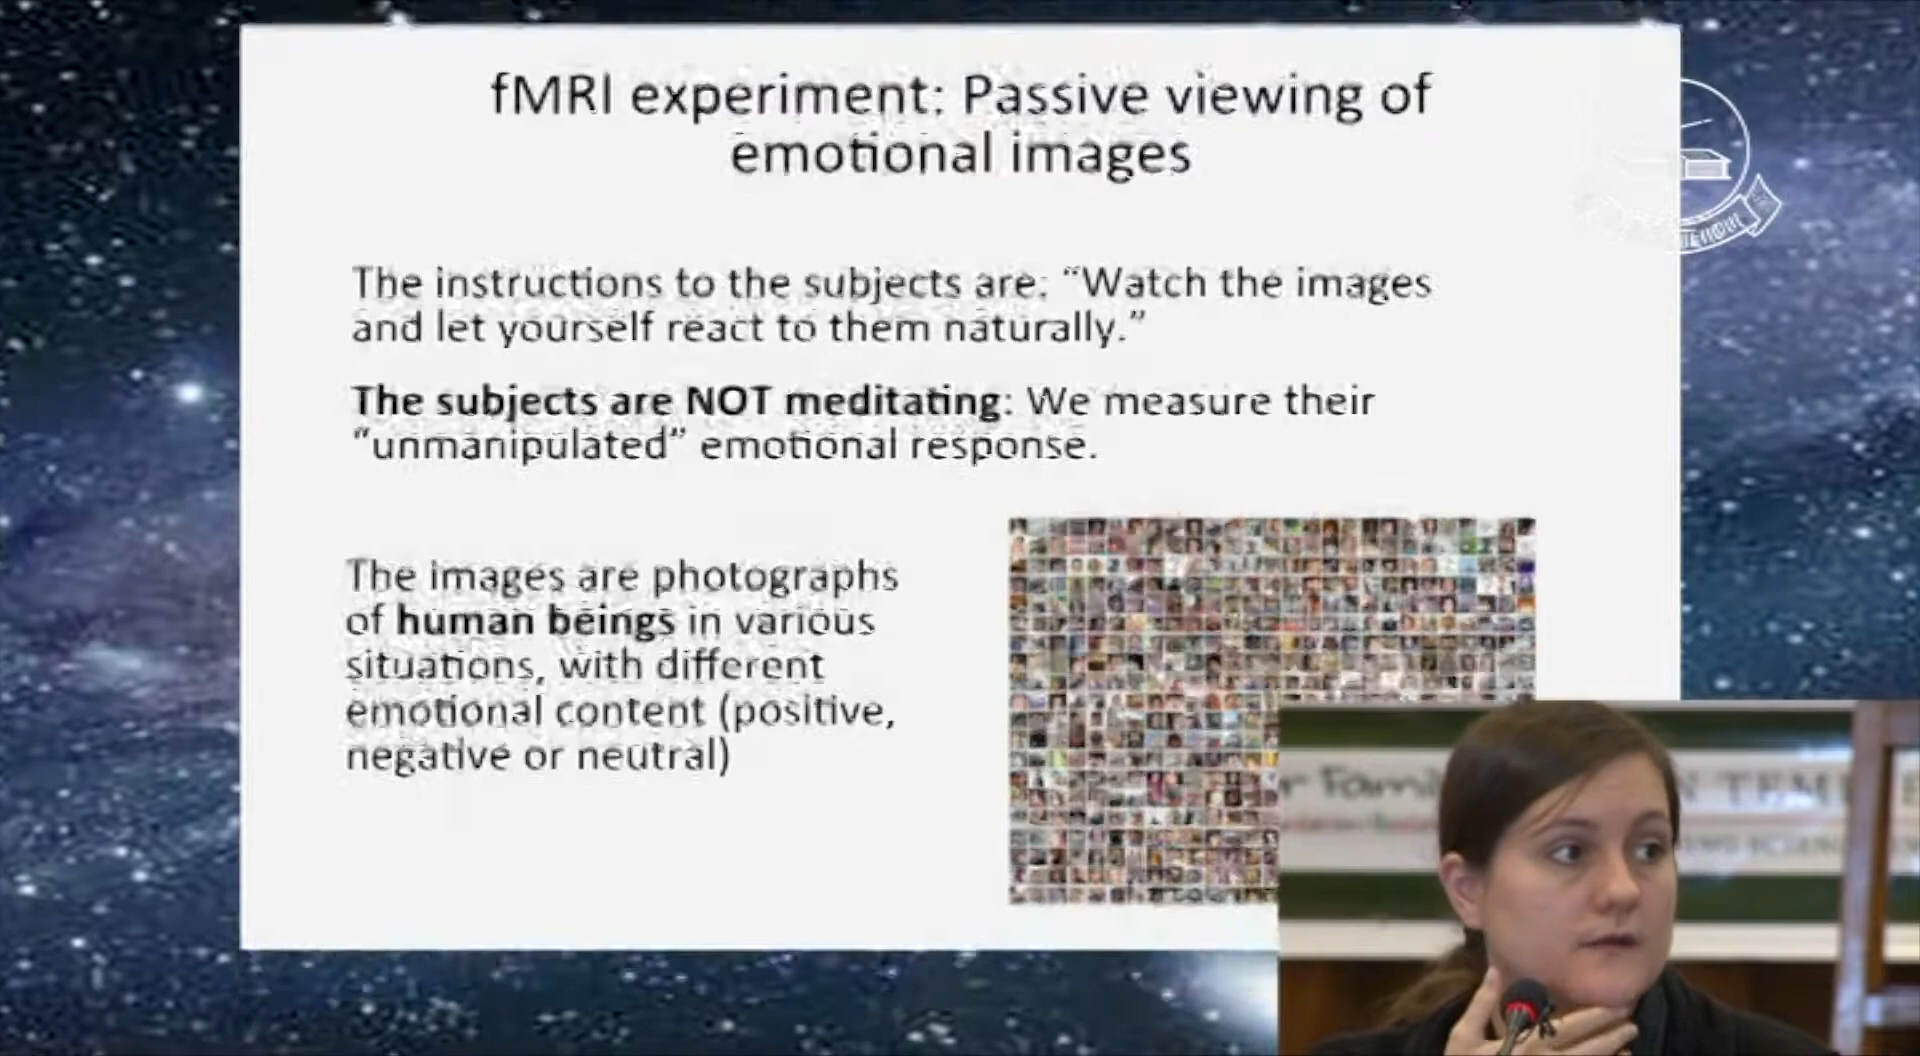 fMRI experiment: Passive viewing of
emotional images
The instructions to the subjects are: “Watch the images
and let yourself react to them naturally.”
The subjects are NOT meditating: We measure their
“unmanipulated” emotional response.
The images are photographs
of human beings in various
situations, with different
emotional content (positive,
negative or neutral)